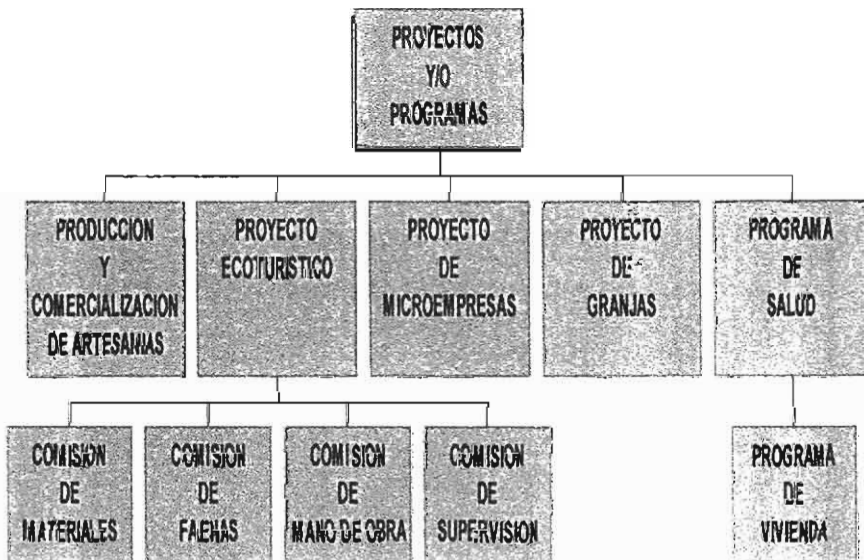 PROYECTOS
Y/O
PROGRAMAS
PRODUCCION
Y
COMERCIALIZACION
DE ARTESANIAS
PROYECTO
ECOTURISTICO
PROYECTO
DE
MICROEMPRESAS
PROYECTO
DE
GRANJAS
PROGRAMA
DE
SALUD
COMISION
DE
MATERIALES
COMISION
DE
FAENAS
COMISION
DE
MANO DE OBRA
COMISION
DE
SUPERVISION
PROGRAMA
DE
VIVIENDA